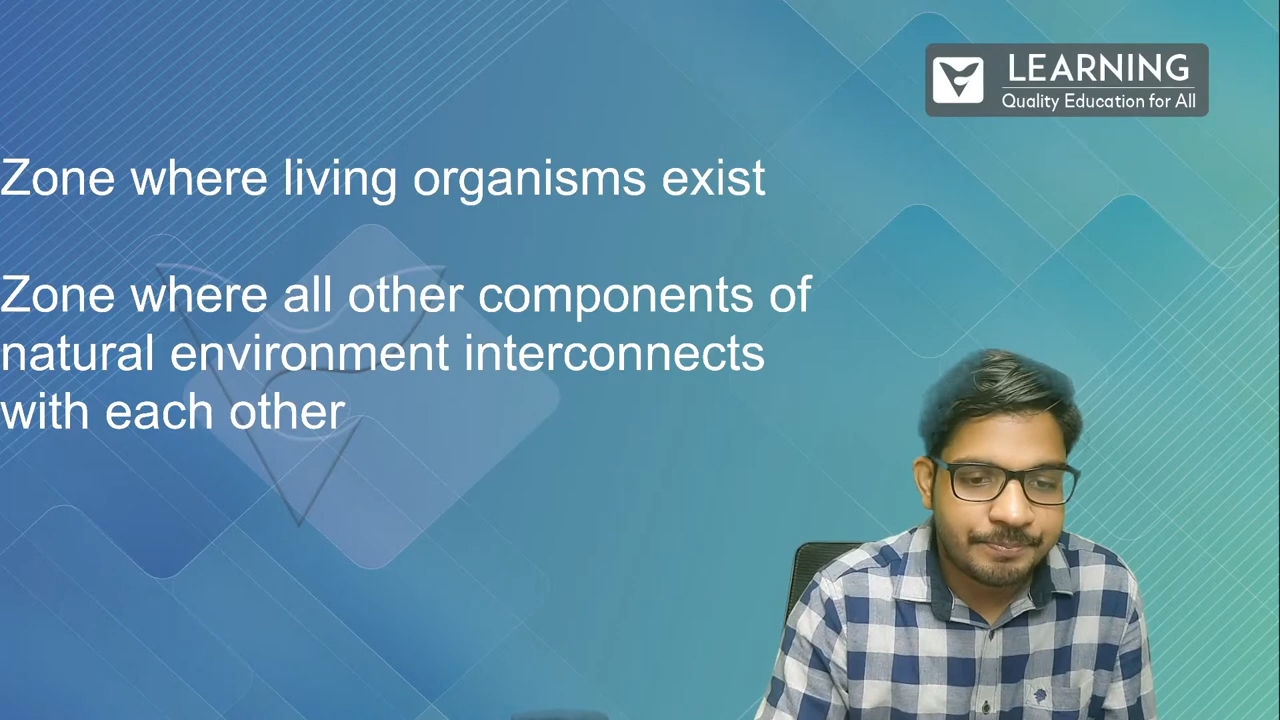 LEARNING
Quality Education for All
Zone where living organisms exist
Zone where all other components of
natural environment interconnects
with each other